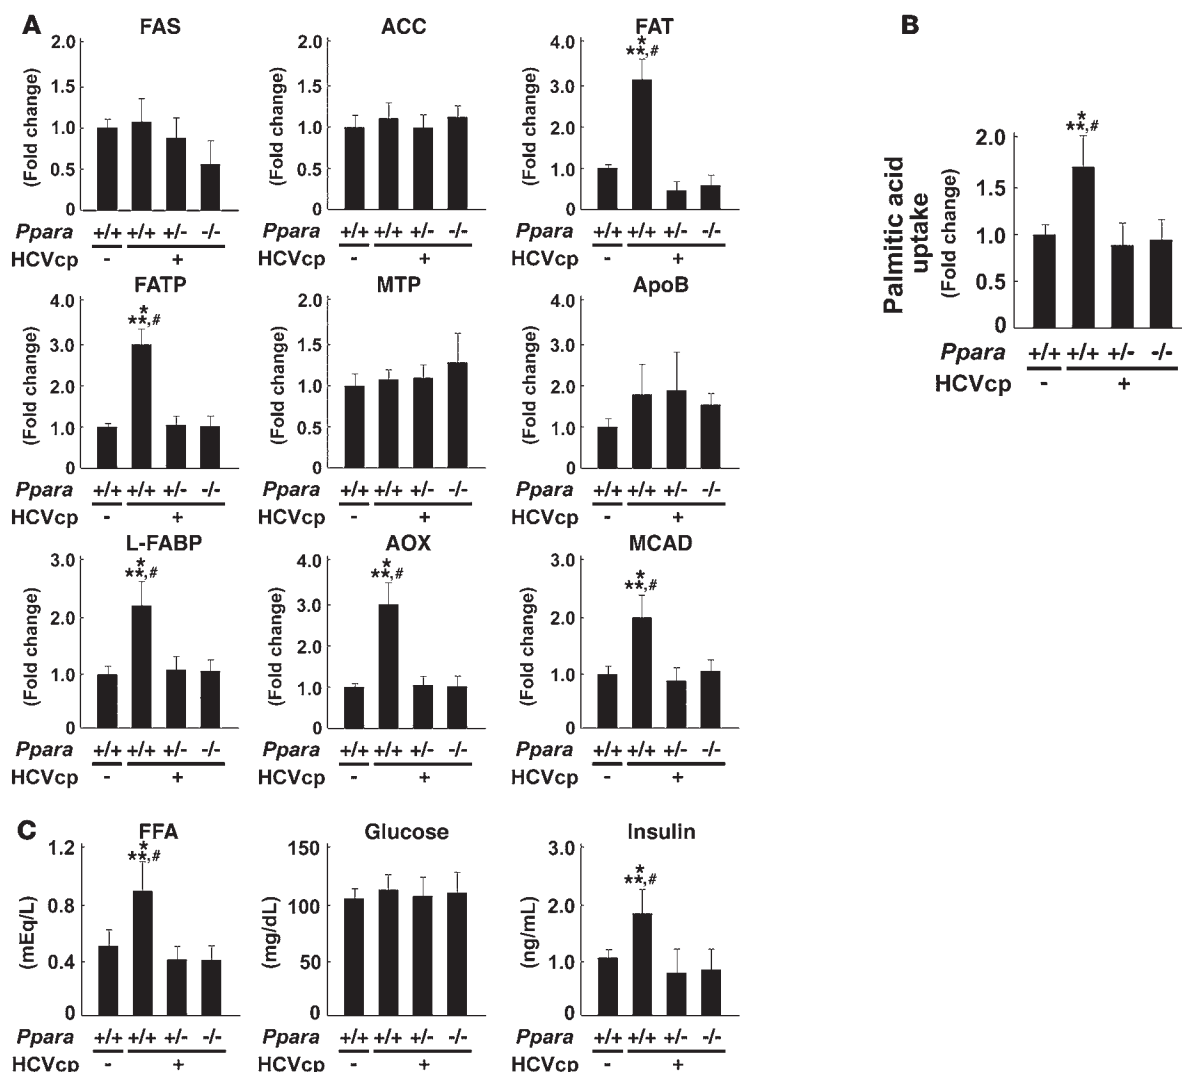 A
FAS
2.0
1.5
1.0
0.5
0
(Fold change)
Ppara +/+ +/+ +/- -/-
HCVcp - +
ACC
2.0
1.5
1.0
0.5
0
(Fold change)
Ppara +/+ +/+ +/- -/-
HCVcp - +
FAT
4.0
3.0
2.0
1.0
0
(Fold change)
*
**,#
Ppara +/+ +/+ +/- -/-
HCVcp - +
FATP
4.0
3.0
2.0
1.0
0
(Fold change)
*
**,#
Ppara +/+ +/+ +/- -/-
HCVcp - +
MTP
2.0
1.5
1.0
0.5
0
(Fold change)
Ppara +/+ +/+ +/- -/-
HCVcp - +
ApoB
4.0
3.0
2.0
1.0
0
(Fold change)
Ppara +/+ +/+ +/- -/-
HCVcp - +
L-FABP
3.0
2.0
1.0
0
(Fold change)
*
**,#
Ppara +/+ +/+ +/- -/-
HCVcp - +
AOX
4.0
3.0
2.0
1.0
0
(Fold change)
*
**,#
Ppara +/+ +/+ +/- -/-
HCVcp - +
MCAD
3.0
2.0
1.0
0
(Fold change)
*
**,#
Ppara +/+ +/+ +/- -/-
HCVcp - +
B
Palmitic acid
uptake
(Fold change)
2.0
1.5
1.0
0.5
0
*
**,#
Ppara +/+ +/+ +/- -/-
HCVcp - +
C
FFA
1.2
0.8
0.4
0
(mEq/L)
*
**,#
Ppara +/+ +/+ +/- -/-
HCVcp - +
Glucose
150
100
50
0
(mg/dL)
Ppara +/+ +/+ +/- -/-
HCVcp - +
Insulin
3.0
2.0
1.0
0
(ng/mL)
*
**,#
Ppara +/+ +/+ +/- -/-
HCVcp - +